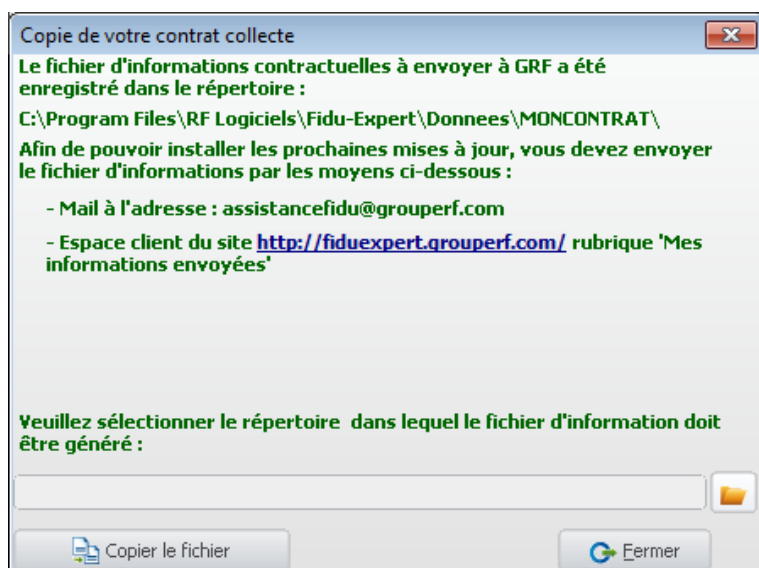 Copie de votre contrat collecte
Le fichier d'informations contractuelles à envoyer à GRF a été
enregistré dans le répertoire :
C:\Program Files\RF Logiciels\Fidu-Expert\Donnees\MONCONTRAT\
Afin de pouvoir installer les prochaines mises à jour, vous devez envoyer
le fichier d'informations par les moyens ci-dessous :
- Mail à l'adresse : assistancefidu@grouperf.com
- Espace client du site http://fiduexpert.grouperf.com/ rubrique 'Mes
informations envoyées'
Veuillez sélectionner le répertoire dans lequel le fichier d'information doit
être généré :
Copier le fichier
Fermer